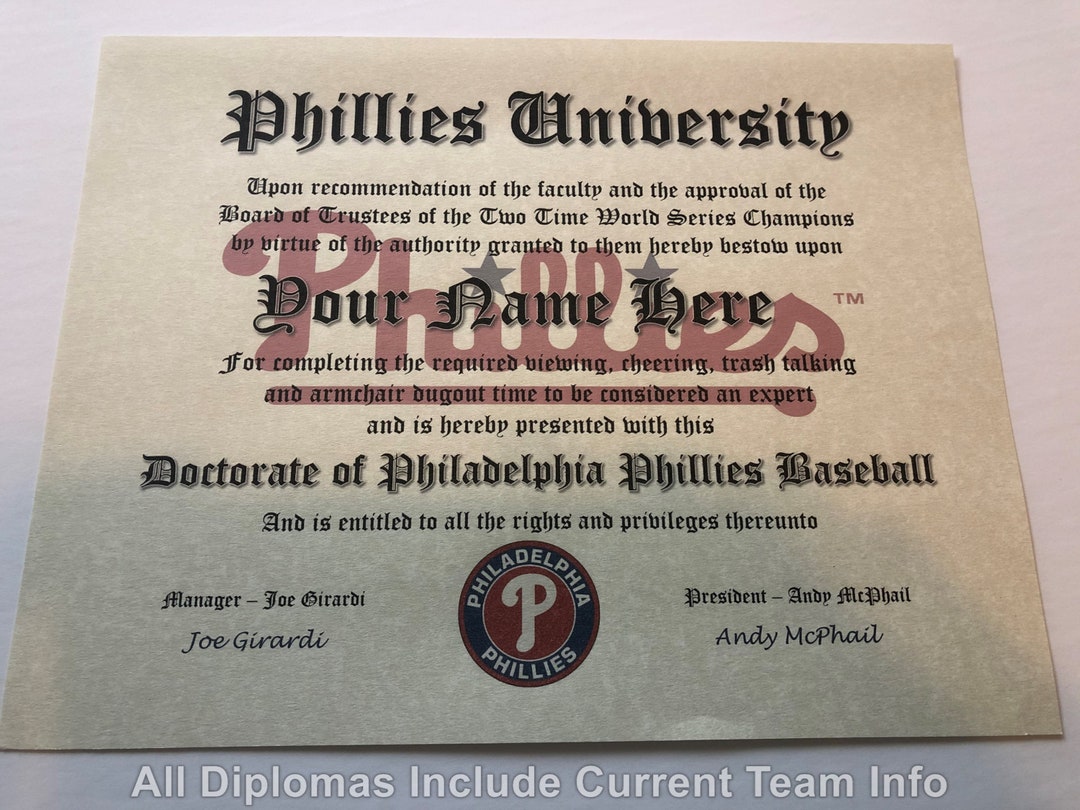 Phillies University
Upon recommendation of the faculty and the approval of the
Board of Trustees of the Two Time World Series Champions
by virtue of the authority granted to them hereby bestow upon
Phillies TM
Your Name Here
For completing the required viewing, cheering, trash talking
and armchair dugout time to be considered an expert
and is hereby presented with this
Doctorate of Philadelphia Phillies Baseball
And is entitled to all the rights and privileges thereunto
Manager – Joe Girardi
Joe Girardi
PHILADELPHIA
P
PHILLIES
President – Andy McPhail
Andy McPhail
All Diplomas Include Current Team Info